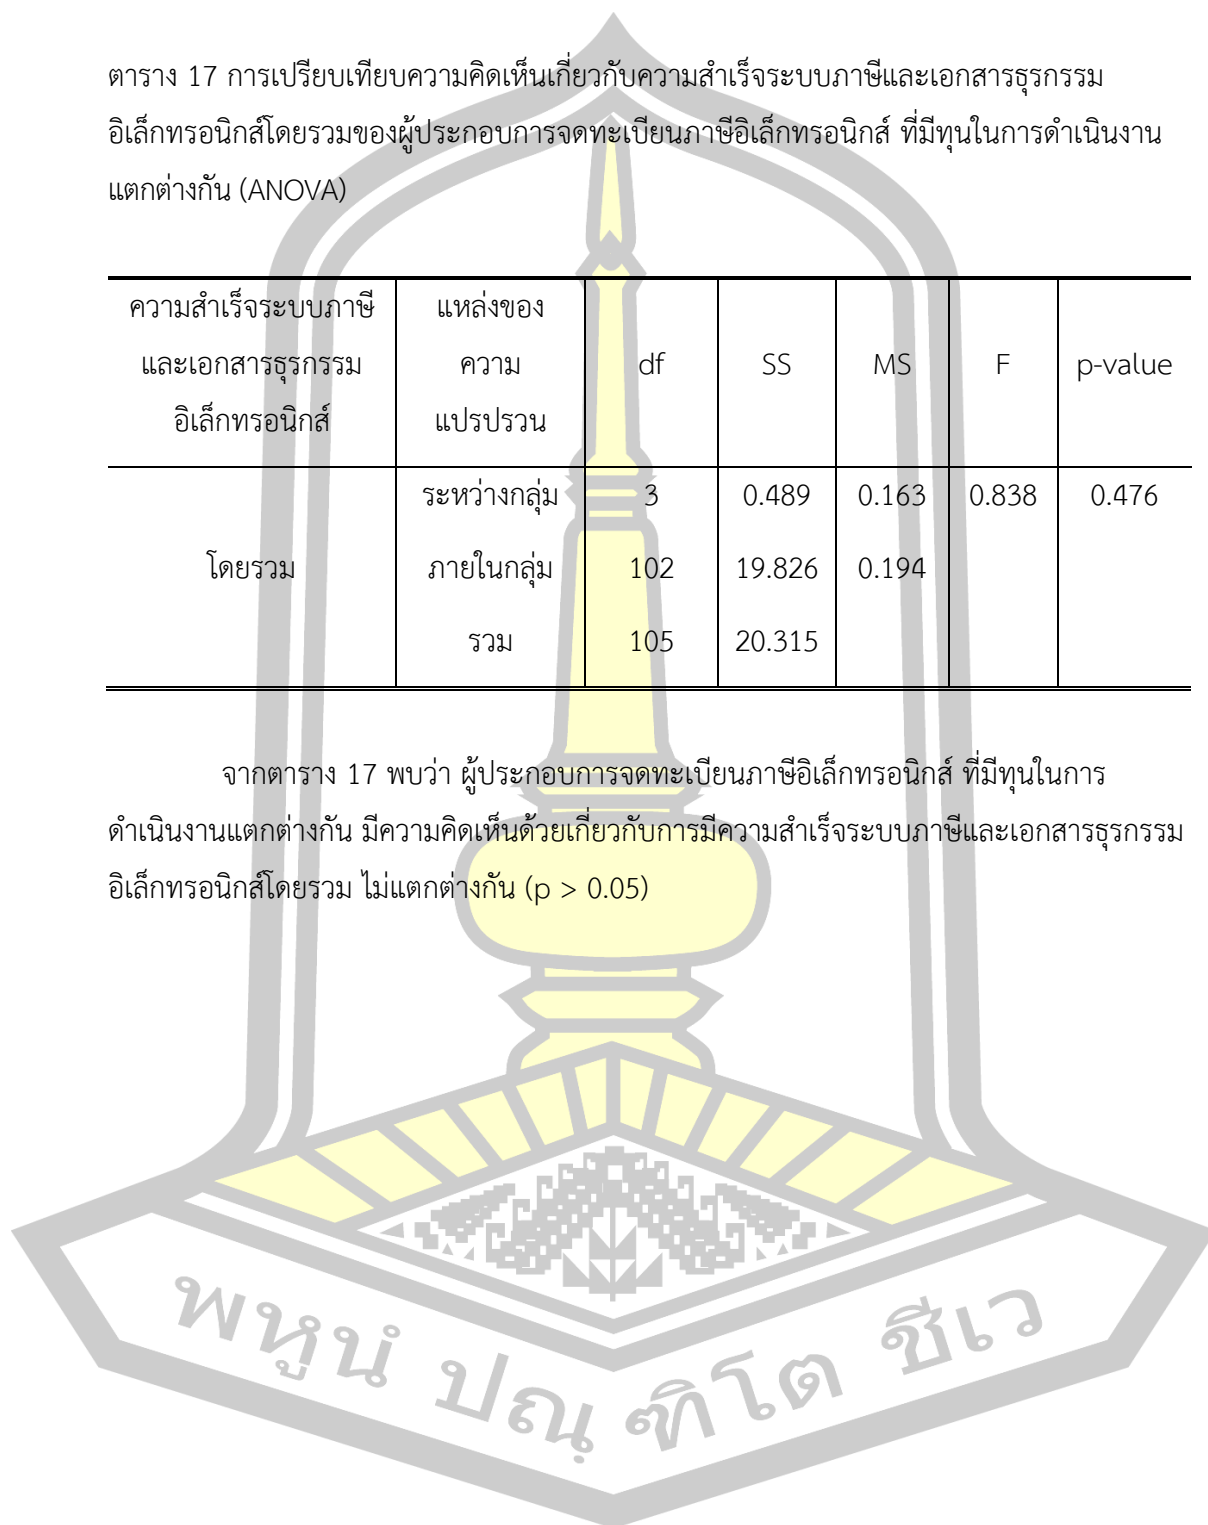 ตาราง 17 การเปรียบเทียบความคิดเห็นเกี่ยวกับความสำเร็จระบบภาษีและเอกสารธุรกรรม
อิเล็กทรอนิกส์โดยรวมของผู้ประกอบการจดทะเบียนภาษีอิเล็กทรอนิกส์ ที่มีทุนในการดำเนินงาน
แตกต่างกัน (ANOVA)
ความสำเร็จระบบภาษี
และเอกสารธุรกรรม
อิเล็กทรอนิกส์
แหล่งของ
ความ
แปรปรวน
df SS MS F p-value
ระหว่างกลุ่ม 3 0.489 0.163 0.838 0.476
โดยรวม ภายในกลุ่ม 102 19.826 0.194
รวม 105 20.315
จากตาราง 17 พบว่า ผู้ประกอบการจดทะเบียนภาษีอิเล็กทรอนิกส์ ที่มีทุนในการ
ดำเนินงานแตกต่างกัน มีความคิดเห็นด้วยเกี่ยวกับการมีความสำเร็จระบบภาษีและเอกสารธุรกรรม
อิเล็กทรอนิกส์โดยรวม ไม่แตกต่างกัน (p > 0.05)
พหูนํ ปณฺฑิโต ชีเว